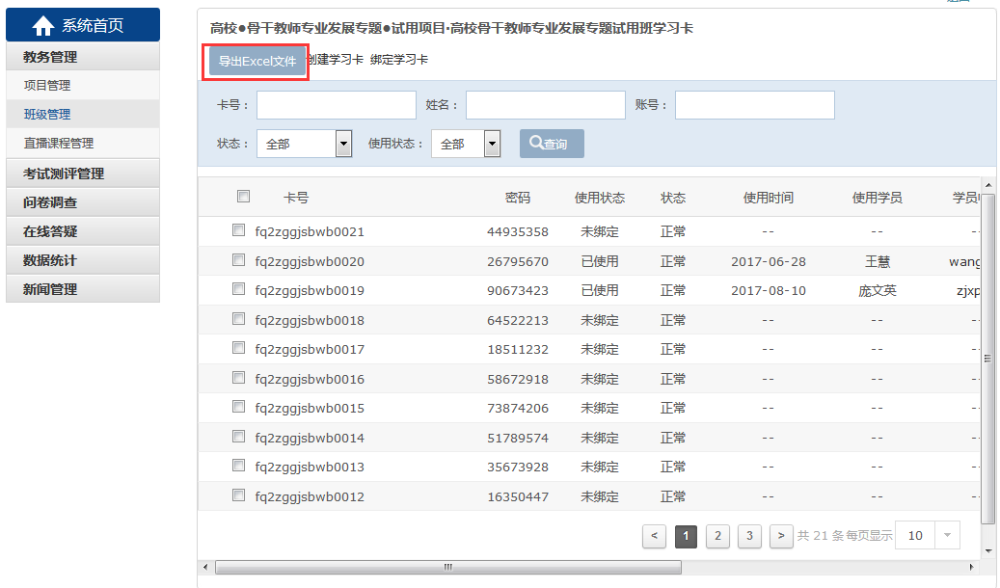 系统首页
教务管理
项目管理
班级管理
直播课程管理
考试测评管理
问卷调查
在线答疑
数据统计
新闻管理
高校●骨干教师专业发展专题●试用项目·高校骨干教师专业发展专题试用班学习卡
导出Excel文件 创建学习卡 绑定学习卡
卡号： 姓名： 账号：
状态： 全部 使用状态： 全部 查询
卡号 密码 使用状态 状态 使用时间 使用学员 学员
fq2zggjsbwb0021 44935358 未绑定 正常 -- --
fq2zggjsbwb0020 26795670 已使用 正常 2017-06-28 王慧 wang
fq2zggjsbwb0019 90673423 已使用 正常 2017-08-10 庞文英 zjxp
fq2zggjsbwb0018 64522213 未绑定 正常 -- -- --
fq2zggjsbwb0017 18511232 未绑定 正常 -- -- --
fq2zggjsbwb0016 58672918 未绑定 正常 -- -- --
fq2zggjsbwb0015 73874206 未绑定 正常 -- -- --
fq2zggjsbwb0014 51789574 未绑定 正常 -- -- --
fq2zggjsbwb0013 35673928 未绑定 正常 -- -- --
fq2zggjsbwb0012 16350447 未绑定 正常 -- -- --
< 1 2 3 > 共 21 条 每页显示 10